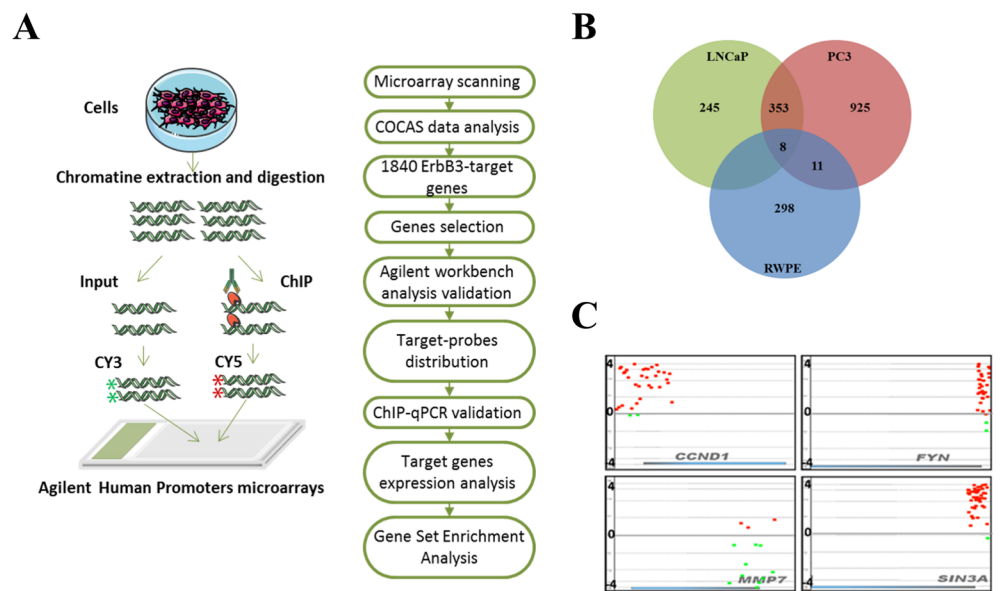 A
Cells
Chromatine extraction and digestion
Input
ChIP
CY3
CY5
*
*
*
*
Agilent Human Promoters microarrays
Microarray scanning
COCAS data analysis
1840 ErbB3-target
genes
Genes selection
Agilent workbench
analysis validation
Target-probes
distribution
ChIP-qPCR validation
Target genes
expression analysis
Gene Set Enrichment
Analysis
B
LNCaP
PC3
245
353
925
8
11
298
RWPE
C
4
0
-4
CCND1
4
0
-4
FYN
4
0
-4
MMP7
4
0
-4
SIN3A